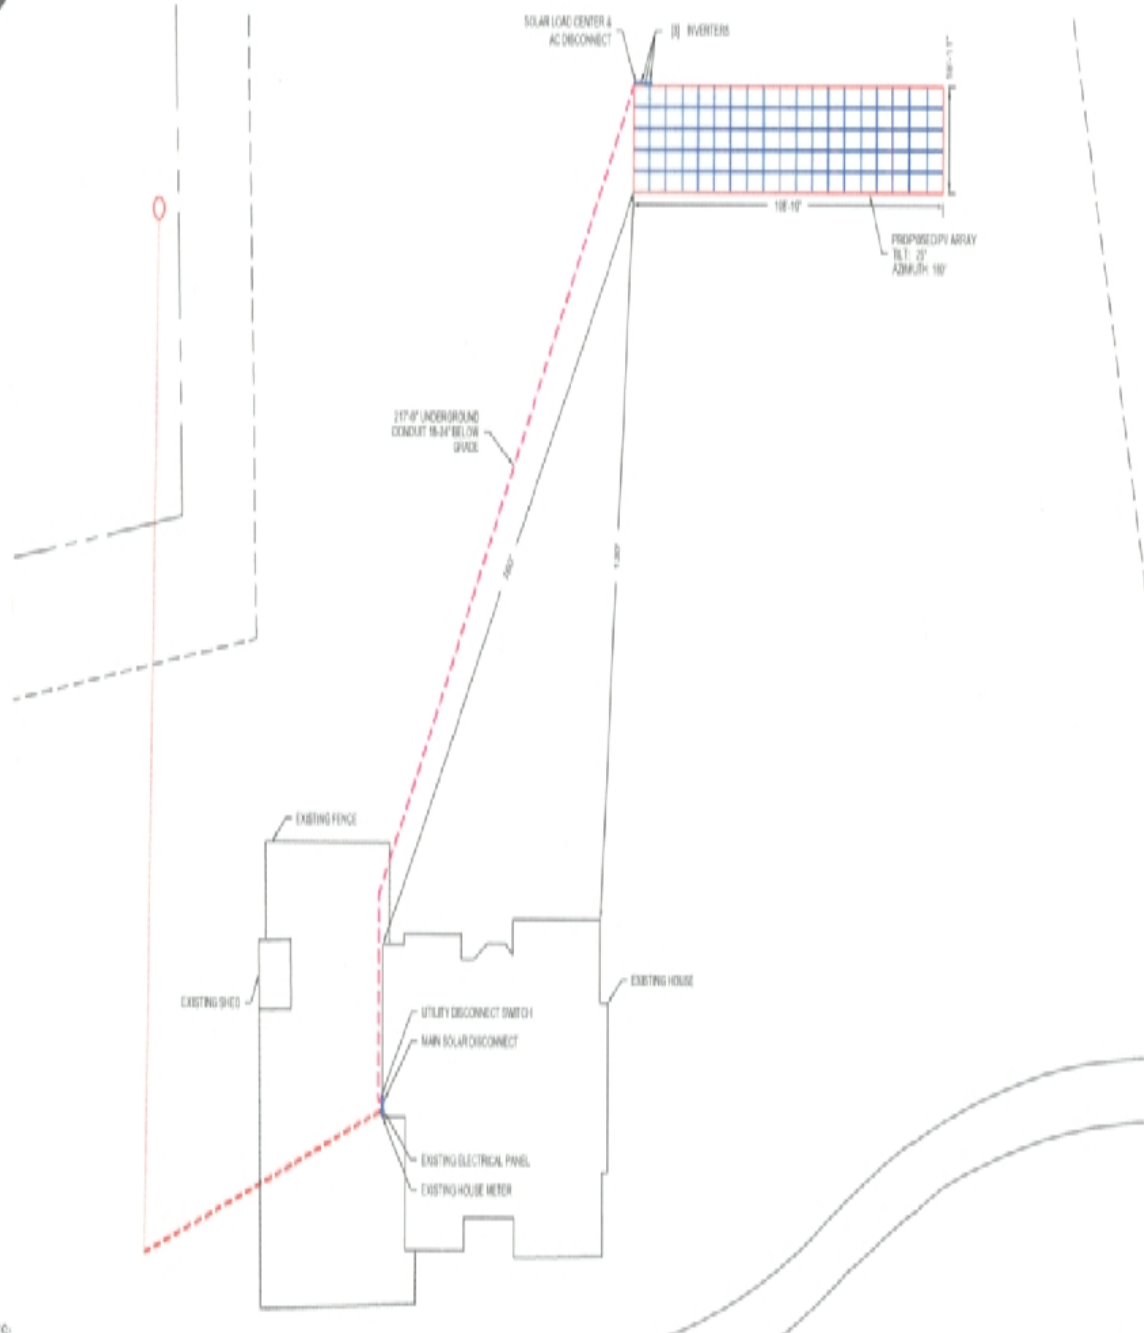 SOLAR LOAD CENTER &
AC DISCONNECT
[3] INVERTERS
PROPOSED PV ARRAY
TILT: 25°
AZIMUTH: 180°
217'-0" UNDERGROUND
CONDUIT 18-24" BELOW
GRADE
EXISTING FENCE
EXISTING SHED
EXISTING HOUSE
UTILITY DISCONNECT SWITCH
MAIN SOLAR DISCONNECT
EXISTING ELECTRICAL PANEL
EXISTING HOUSE METER